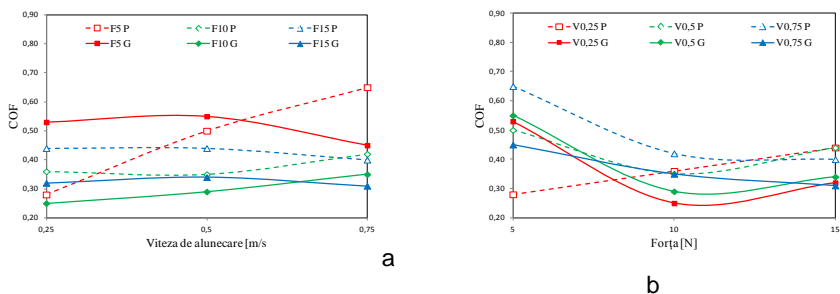 F5 P F10 P F15 P
F5 G F10 G F15 G
0,90
0,80
0,70
0,60
0,50
0,40
0,30
0,20
COF
0,25 0,5 0,75
Viteza de alunecare [m/s
a
V0,25 P V0,5 P V0,75 P
V0,25 G V0,5 G V0,75 G
0,90
0,80
0,70
0,60
0,50
0,40
0,30
0,20
COF
5 10 15
Forța [N]
b